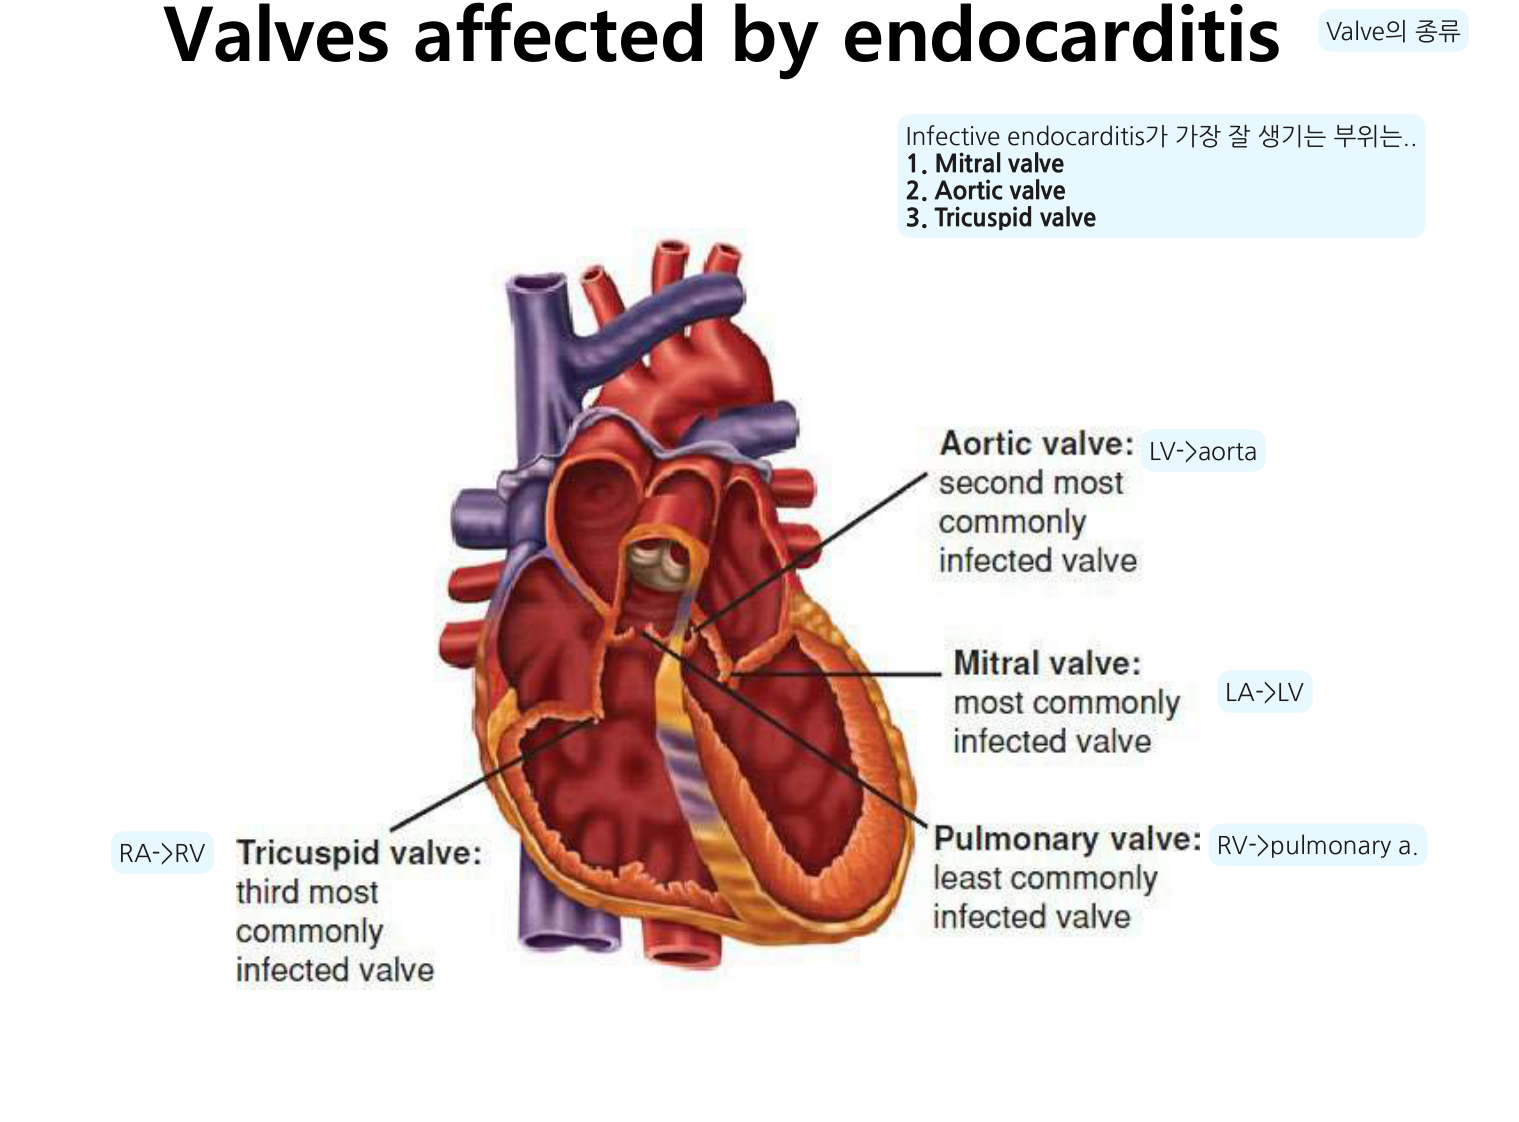 Valves affected by endocarditis
Valve의 종류
Infective endocarditis가 가장 잘 생기는 부위는..
1. Mitral valve
2. Aortic valve
3. Tricuspid valve
Aortic valve:
LV->aorta
second most
commonly
infected valve
Mitral valve:
most commonly
infected valve
LA->LV
Pulmonary valve:
RV->pulmonary a.
least commonly
infected valve
RA->RV
Tricuspid valve:
third most
commonly
infected valve